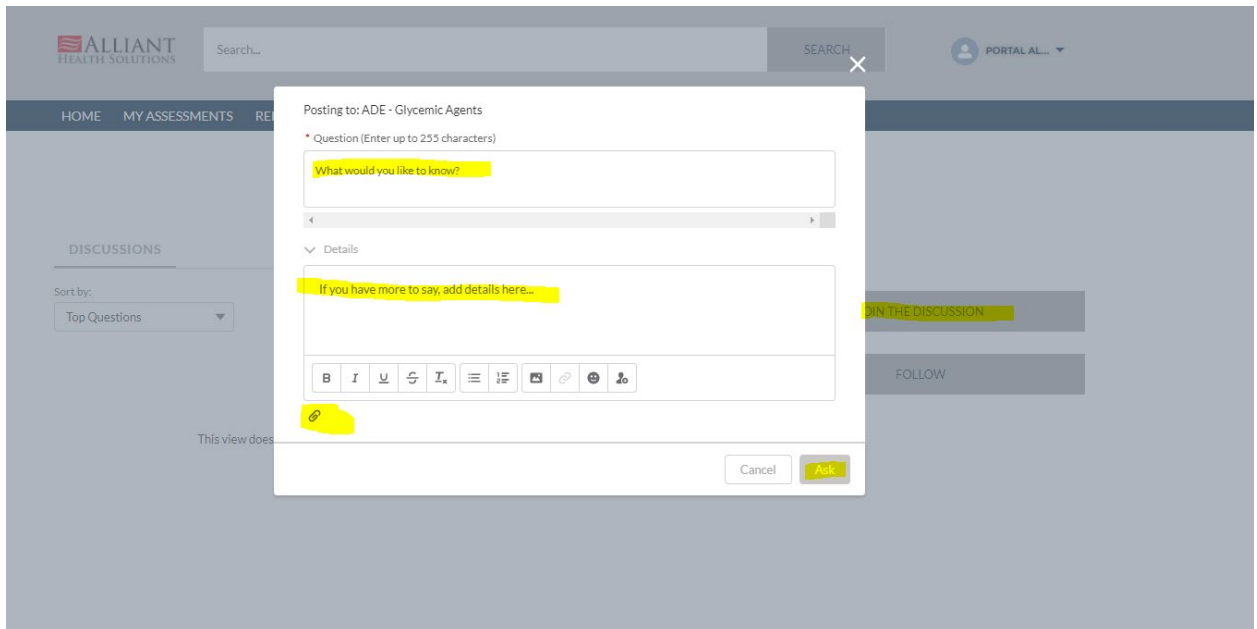 ALLIANT
HEALTH SOLUTIONS
Search...
SEARCH
PORTAL AL...
HOME MY ASSESSMENTS
Posting to: ADE - Glycemic Agents
* Question (Enter up to 255 characters)
What would you like to know?
Details
If you have more to say, add details here...
B I U S Tx
Cancel Ask
DISCUSSIONS
Sort by:
Top Questions
This view does
OIN THE DISCUSSION
FOLLOW